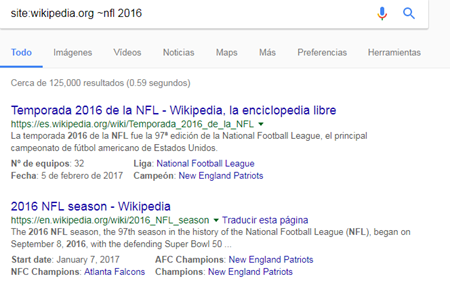 site:wikipedia.org ~nfl 2016
Todo Imágenes Vídeos Noticias Maps Más Preferencias Herramientas
Cerca de 125,000 resultados (0.59 segundos)
Temporada 2016 de la NFL - Wikipedia, la enciclopedia libre
https://es.wikipedia.org/wiki/Temporada_2016_de_la_NFL
La temporada 2016 de la NFL fue la 97ª edición de la National Football League, el principal
campeonato de fútbol americano de Estados Unidos.
Nº de equipos: 32 Liga: National Football League
Fecha: 5 de febrero de 2017 Campeón: New England Patriots
2016 NFL season - Wikipedia
https://en.wikipedia.org/wiki/2016_NFL_season Traducir esta página
The 2016 NFL season, the 97th season in the history of the National Football League (NFL), began on
September 8, 2016, with the defending Super Bowl 50 ...
Start date: January 7, 2017 AFC Champions: New England Patriots
NFC Champions: Atlanta Falcons Champions: New England Patriots